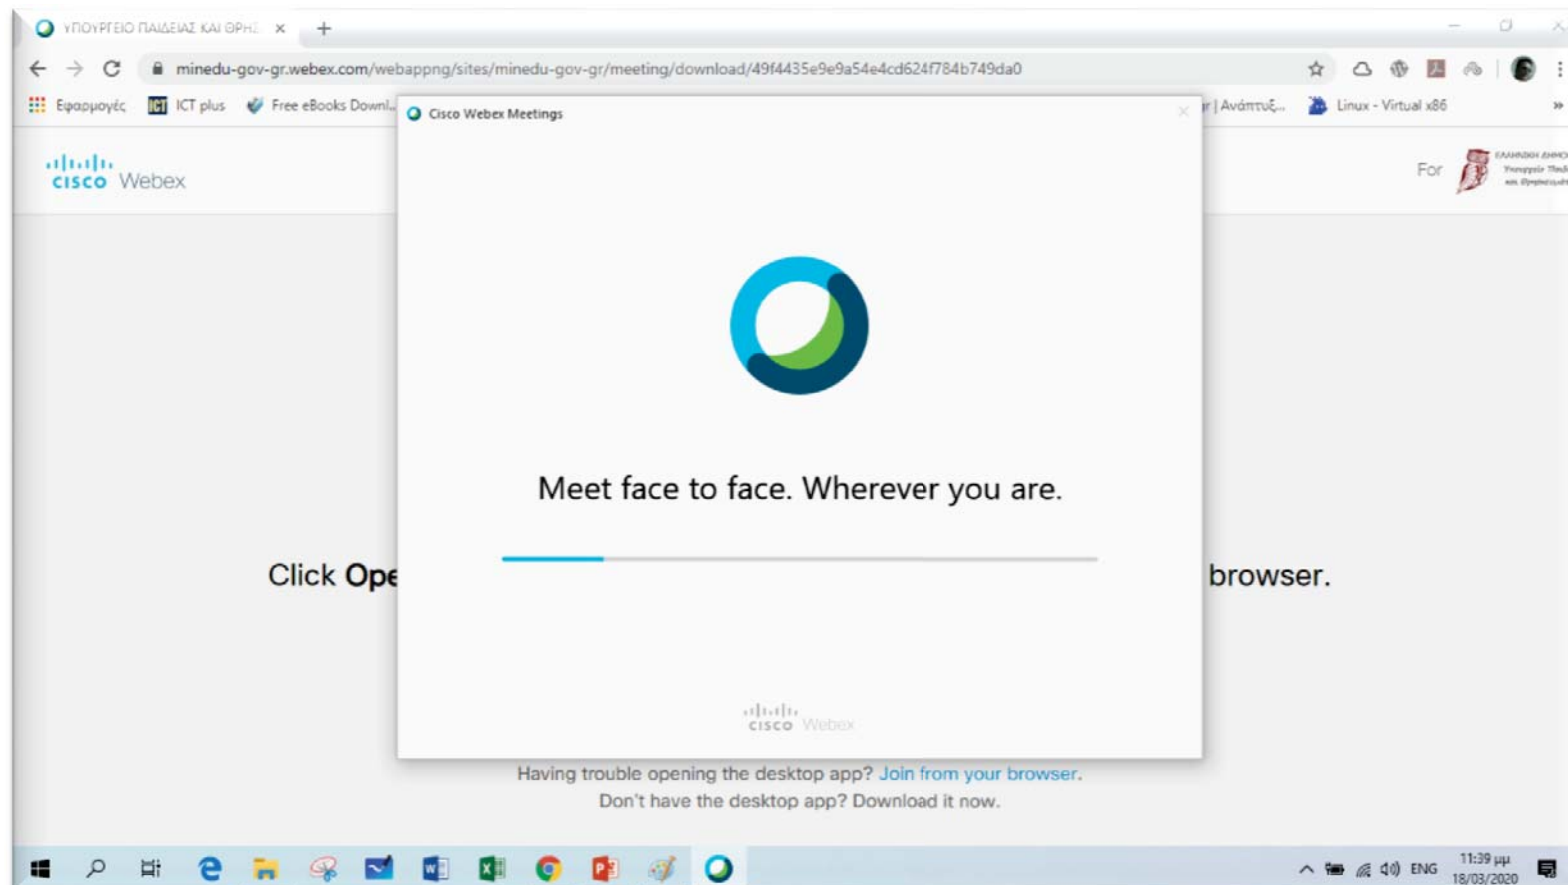 ΥΠΟΥΡΓΕΙΟ ΠΑΙΔΕΙΑΣ ΚΑΙ ΘΡΗΣ
minedu-gov-gr.webex.com/webappng/sites/minedu-gov-gr/meeting/download/49f4435e9e9a54e4cd624f784b749da0
Εφαρμογές ICT ICT plus Free eBooks Downl... gr | Ανάπτυξ... Linux - Virtual x86
Cisco Webex Meetings
CISCO Webex
For
Meet face to face. Wherever you are.
Click Ope browser.
CISCO Webex
Having trouble opening the desktop app? Join from your browser.
Don't have the desktop app? Download it now.
ENG 11:39 μμ
18/03/2020